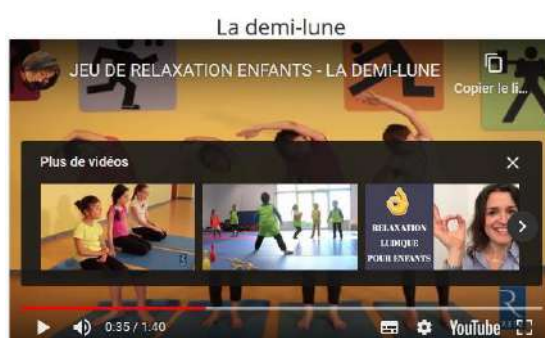 La demi-lune
JEU DE RELAXATION ENFANTS - LA DEMI-LUNE
Copier le li...
Plus de vidéos
RELAXATION
LUDIQUE
POUR ENFANTS
0:35 / 1:40
YouTube